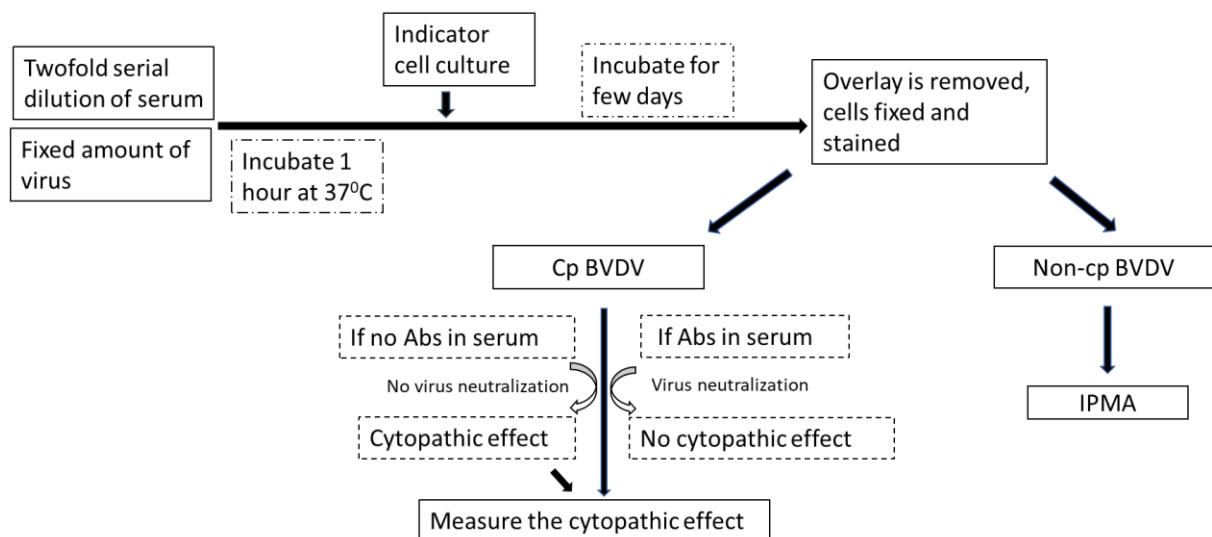 Twofold serial
dilution of serum
Fixed amount of
virus
Incubate 1
hour at 37⁰C
Indicator
cell culture
Incubate for
few days
Overlay is removed,
cells fixed and
stained
Cp BVDV
Non-cp BVDV
If no Abs in serum
If Abs in serum
No virus neutralization
Virus neutralization
Cytopathic effect
No cytopathic effect
IPMA
Measure the cytopathic effect